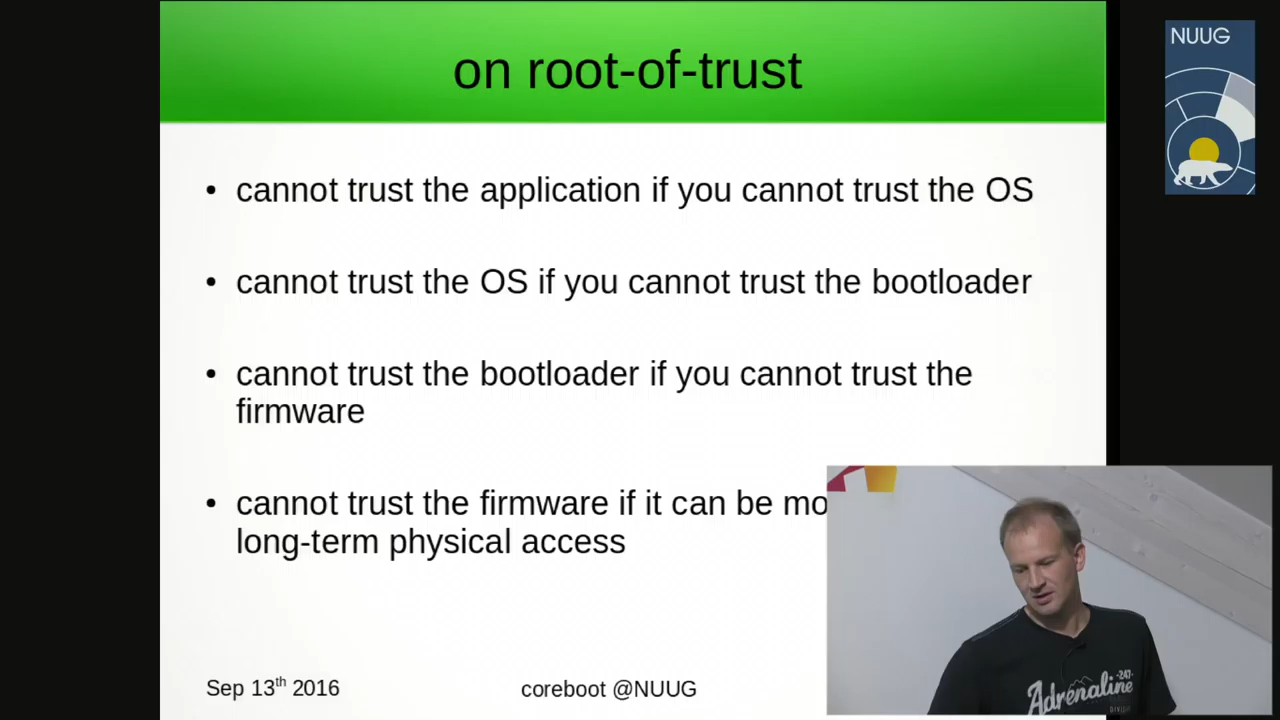 on root-of-trust
NUUG
• cannot trust the application if you cannot trust the OS
• cannot trust the OS if you cannot trust the bootloader
• cannot trust the bootloader if you cannot trust the
firmware
• cannot trust the firmware if it can be
long-term physical access
-247-
Adrenaline
Sep 13th 2016
coreboot @NUUG